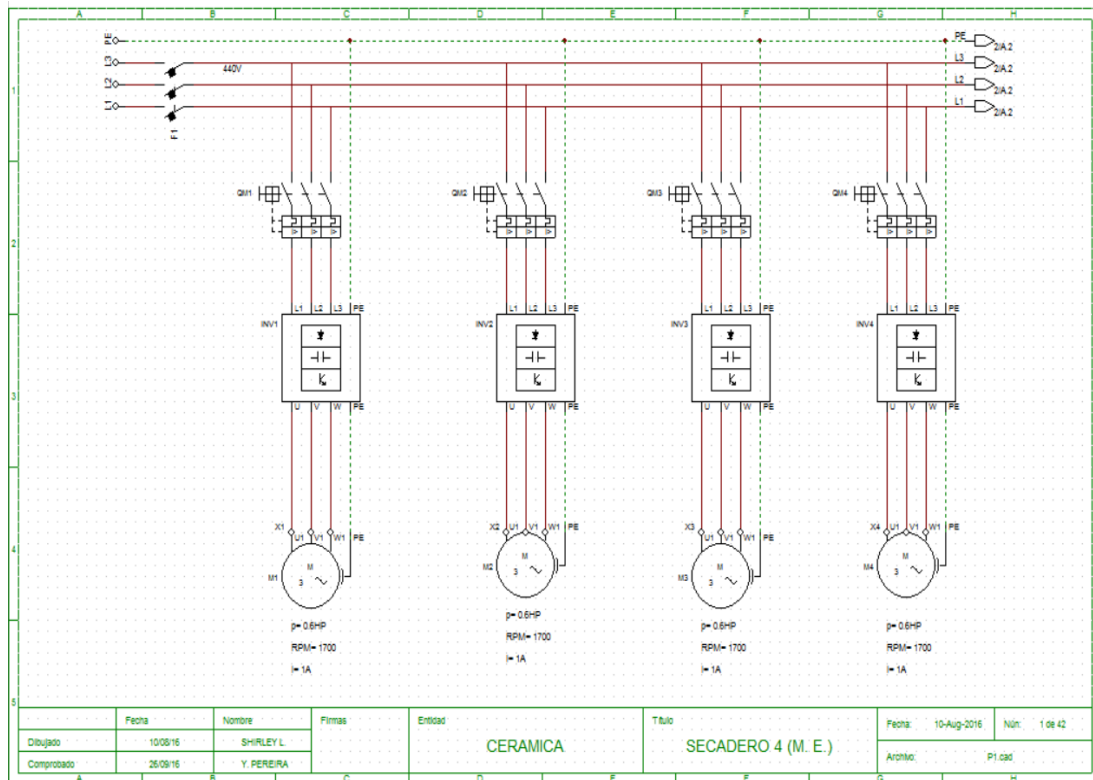 A B C D E F G H
PE PE 2/A.2
L3 440V L3 2/A.2
L2 L2 2/A.2
L1 L1 2/A.2
F1
1
QM1 QM2 QM3 QM4
I> I> I> I> I> I> I> I> I> I> I> I>
2
L1 L2 L3 PE L1 L2 L3 PE L1 L2 L3 PE L1 L2 L3 PE
INV1 INV2 INV3 INV4
3
U V W PE U V W PE U V W PE U V W PE
X1 U1 V1 W1 PE X2 U1 V1 W1 PE X3 U1 V1 W1 PE X4 U1 V1 W1 PE
4
M1 M 3 M2 M 3 M3 M 3 M4 M 3
p= 0.6HP p= 0.6HP p= 0.6HP p= 0.6HP
RPM= 1700 RPM= 1700 RPM= 1700 RPM= 1700
I= 1A I= 1A I= 1A I= 1A
5
Fecha Nombre Firmas Entidad Título Fecha: 10-Aug-2016 Núm: 1 de 42
Dibujado 10/08/16 SHIRLEY L. CERAMICA SECADERO 4 (M. E.)
Comprobado 26/09/16 Y. PEREIRA Archivo: P1.cad
A B C D E F G H